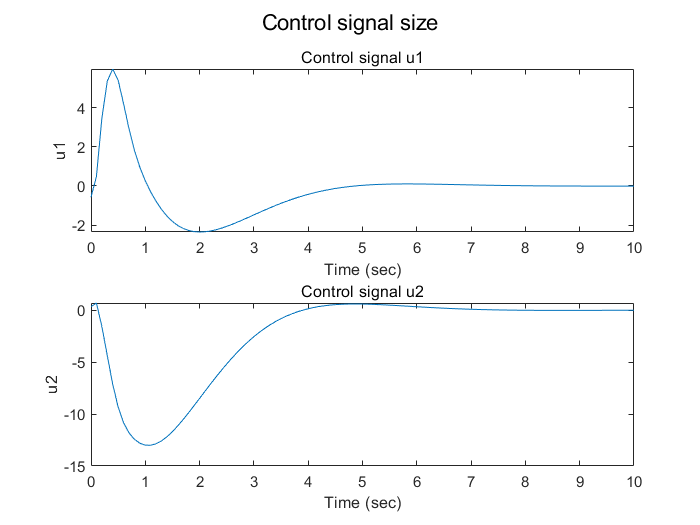 Control signal size
Control signal u1
4
2
0
-2
u1
0 1 2 3 4 5 6 7 8 9 10
Time (sec)
Control signal u2
0
-5
-10
-15
u2
0 1 2 3 4 5 6 7 8 9 10
Time (sec)